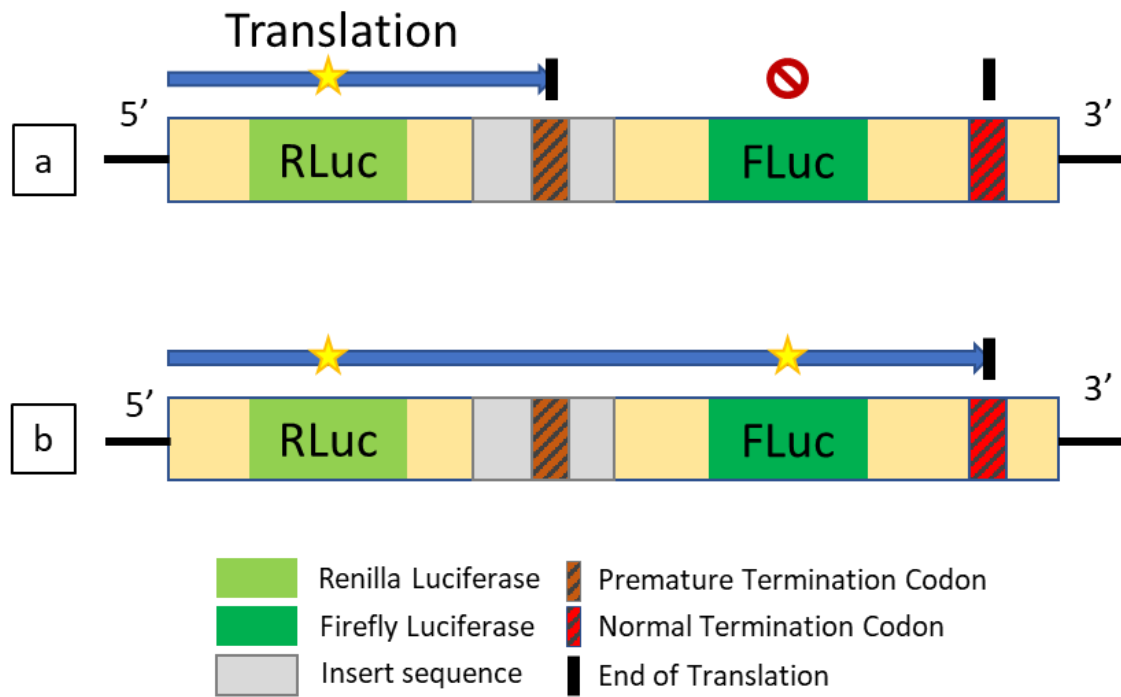 Translation
5’
3’
a
RLuc
FLuc
5’
3’
b
RLuc
FLuc
Renilla Luciferase
Premature Termination Codon
Firefly Luciferase
Normal Termination Codon
Insert sequence
End of Translation